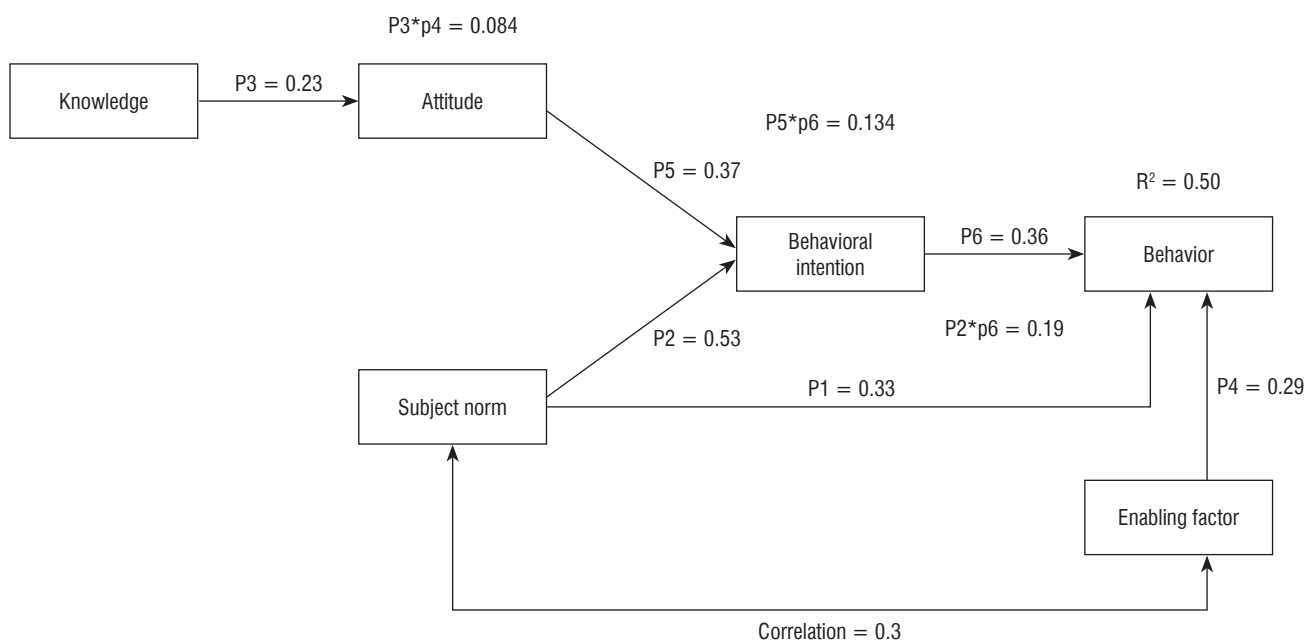 P3*p4 = 0.084
Knowledge
P3 = 0.23
Attitude
P5*p6 = 0.134
P5 = 0.37
R² = 0.50
Behavioral
intention
P6 = 0.36
Behavior
P2 = 0.53
P2*p6 = 0.19
Subject norm
P1 = 0.33
P4 = 0.29
Enabling factor
Correlation = 0.3